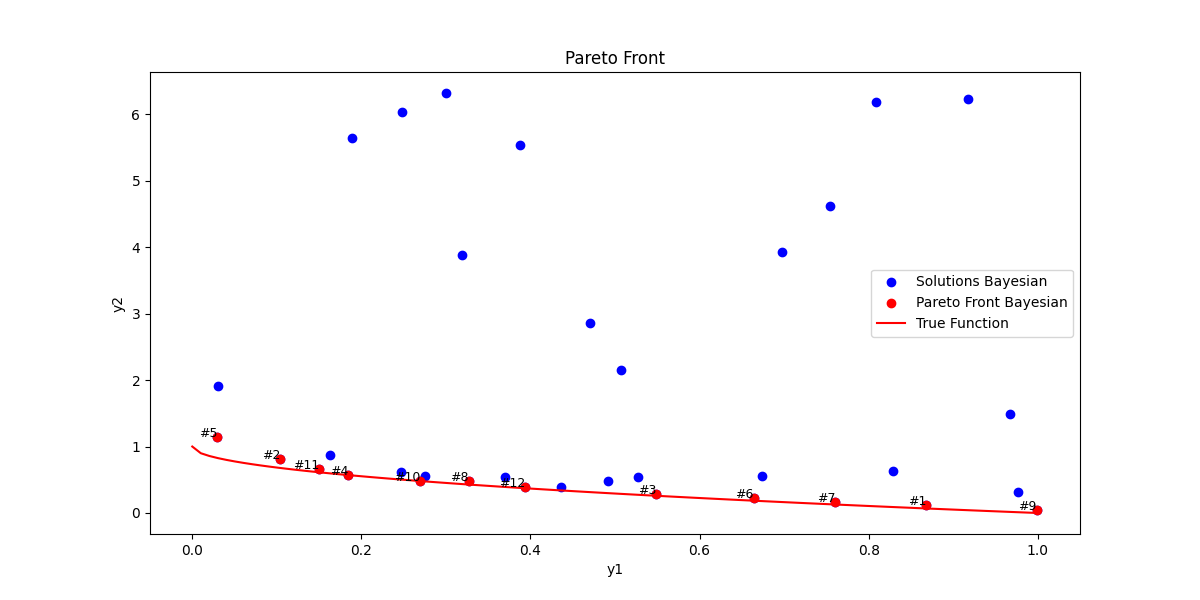 Pareto Front
y2
6
5
4
3
2
1
0
Solutions Bayesian
Pareto Front Bayesian
True Function
#5
#2
#11
#4
#10
#8
#12
#3
#6
#7
#1
#9
0.0 0.2 0.4 0.6 0.8 1.0
y1